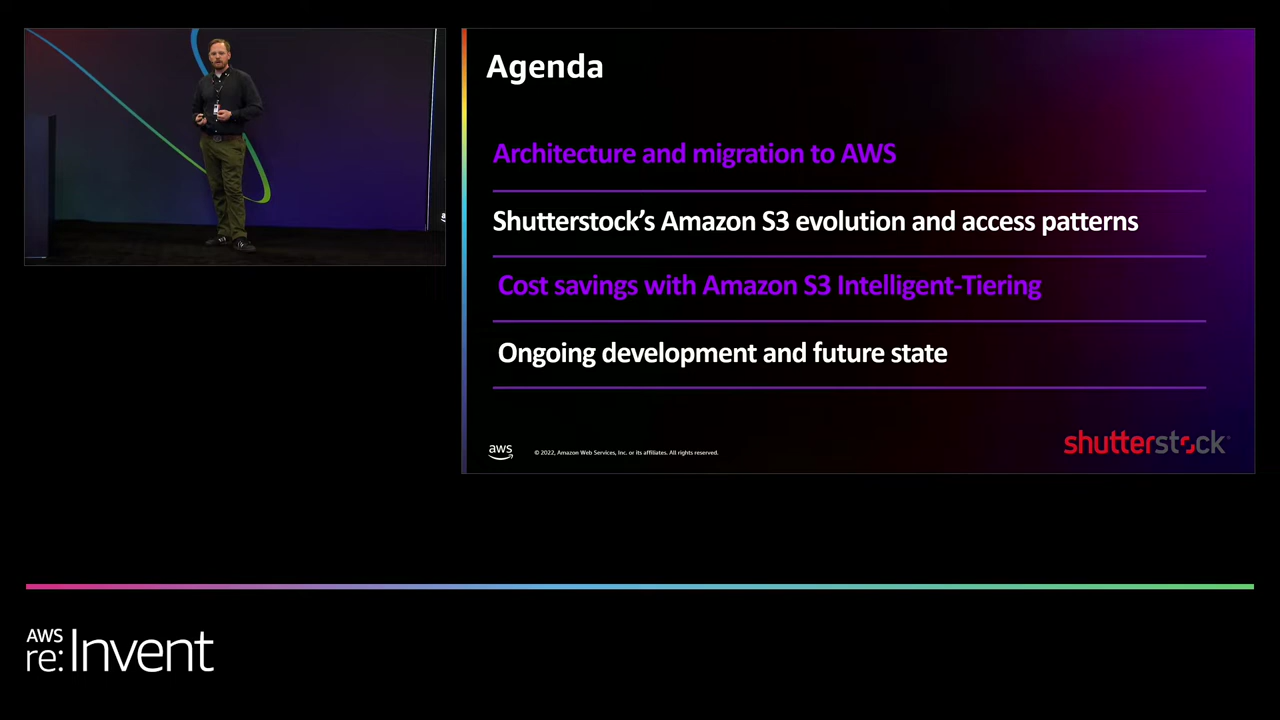 Agenda
Architecture and migration to AWS
Shutterstock’s Amazon S3 evolution and access patterns
Cost savings with Amazon S3 Intelligent-Tiering
Ongoing development and future state
aws
© 2022, Amazon Web Services, Inc. or its affiliates. All rights reserved.
shutterstock
AWS
re:Invent